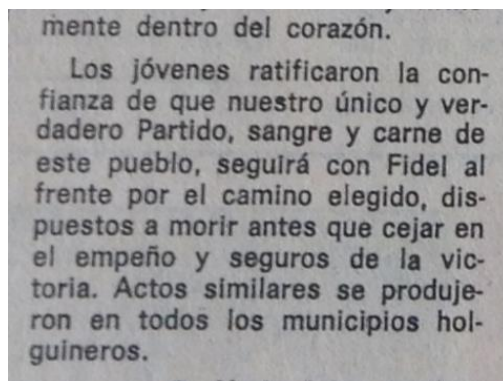 mente dentro del corazón.
Los jóvenes ratificaron la con-
fianza de que nuestro único y ver-
dadero Partido, sangre y carne de
este pueblo, seguirá con Fidel al
frente por el camino elegido, dis-
puestos a morir antes que cejar en
el empeño y seguros de la vic-
toria. Actos similares se produje-
ron en todos los municipios hol-
guineros.